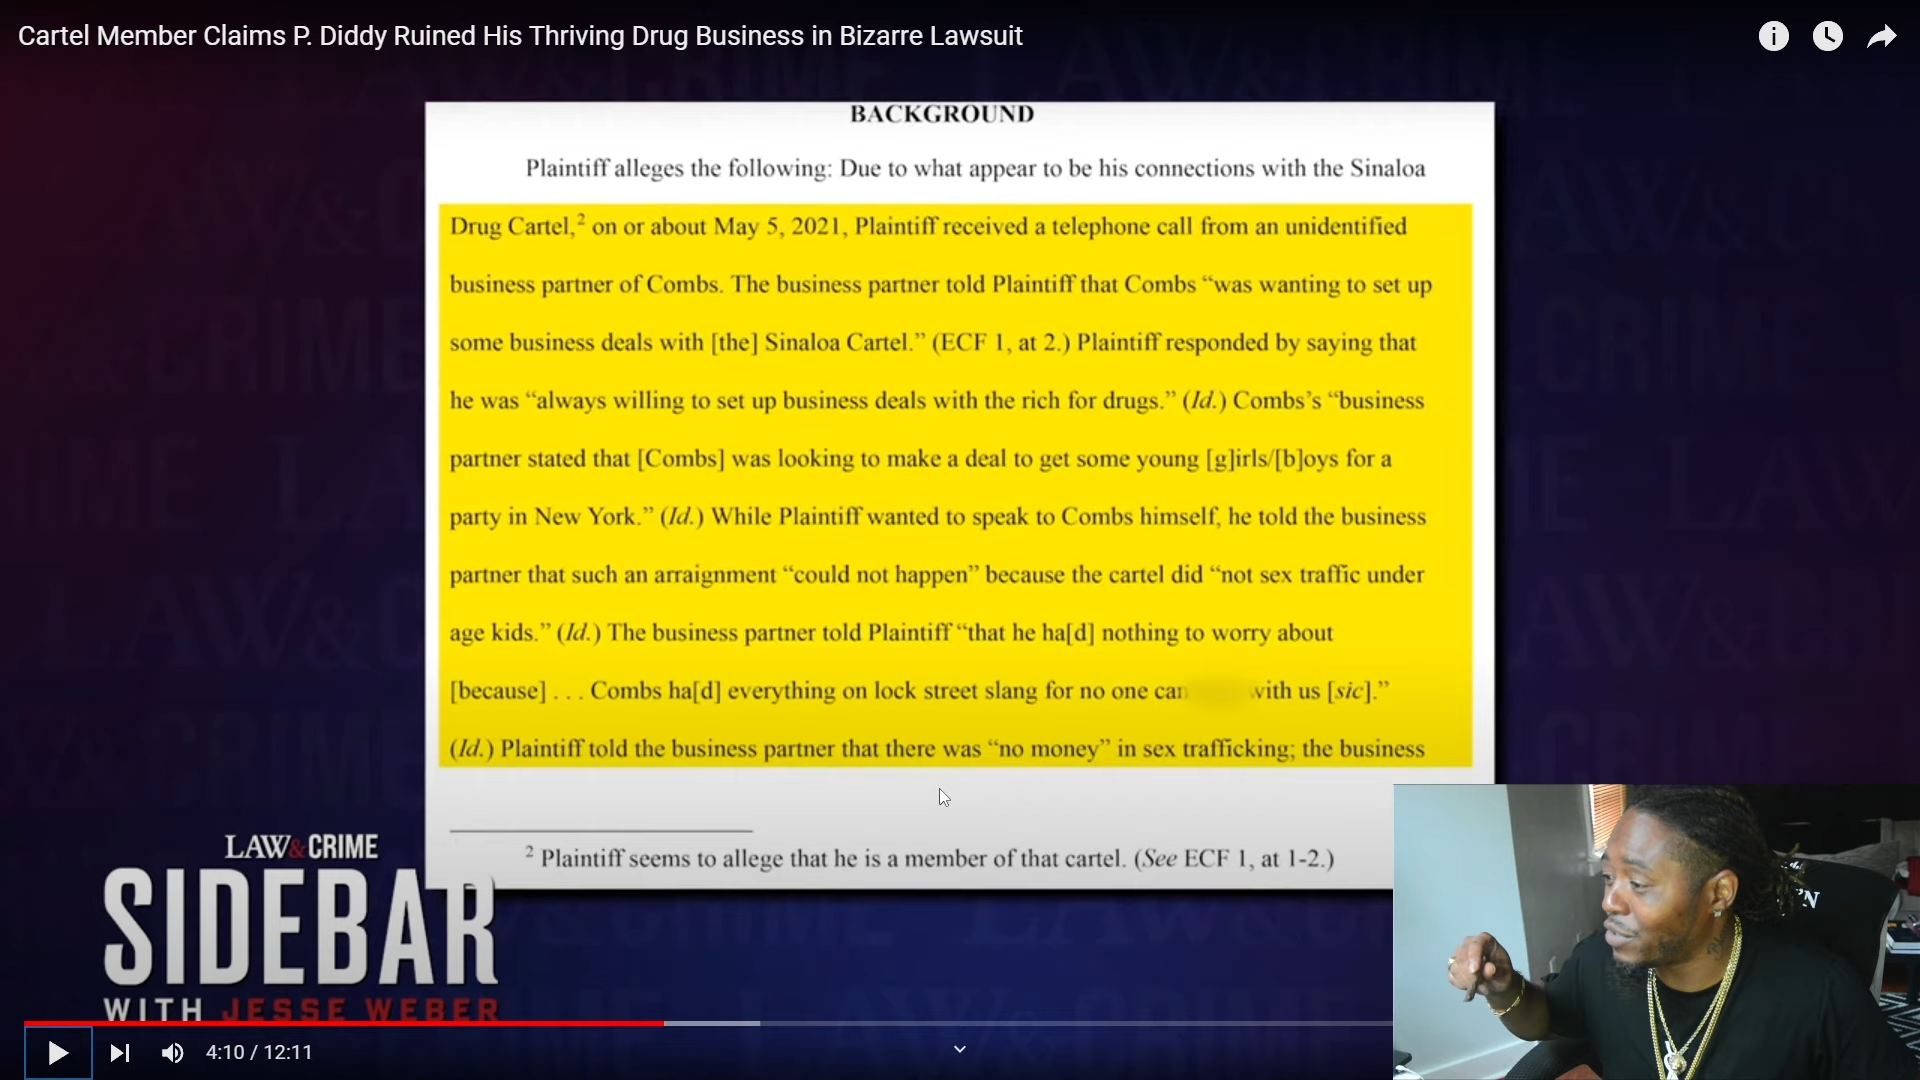 Cartel Member Claims P. Diddy Ruined His Thriving Drug Business in Bizarre Lawsuit
BACKGROUND
Plaintiff alleges the following: Due to what appear to be his connections with the Sinaloa
Drug Cartel,2 on or about May 5, 2021, Plaintiff received a telephone call from an unidentified
business partner of Combs. The business partner told Plaintiff that Combs “was wanting to set up
some business deals with [the] Sinaloa Cartel.” (ECF 1, at 2.) Plaintiff responded by saying that
he was “always willing to set up business deals with the rich for drugs.” (Id.) Combs’s “business
partner stated that [Combs] was looking to make a deal to get some young [g]irls/[b]oys for a
party in New York.” (Id.) While Plaintiff wanted to speak to Combs himself, he told the business
partner that such an arraignment “could not happen” because the cartel did “not sex traffic under
age kids.” (Id.) The business partner told Plaintiff “that he ha[d] nothing to worry about
[because] . . . Combs ha[d] everything on lock street slang for no one can with us [sic].”
(Id.) Plaintiff told the business partner that there was “no money” in sex trafficking; the business
2 Plaintiff seems to allege that he is a member of that cartel. (See ECF 1, at 1-2.)
LAW&CRIME
SIDEBAR
WITH JESSE WEBER
4:10 / 12:11